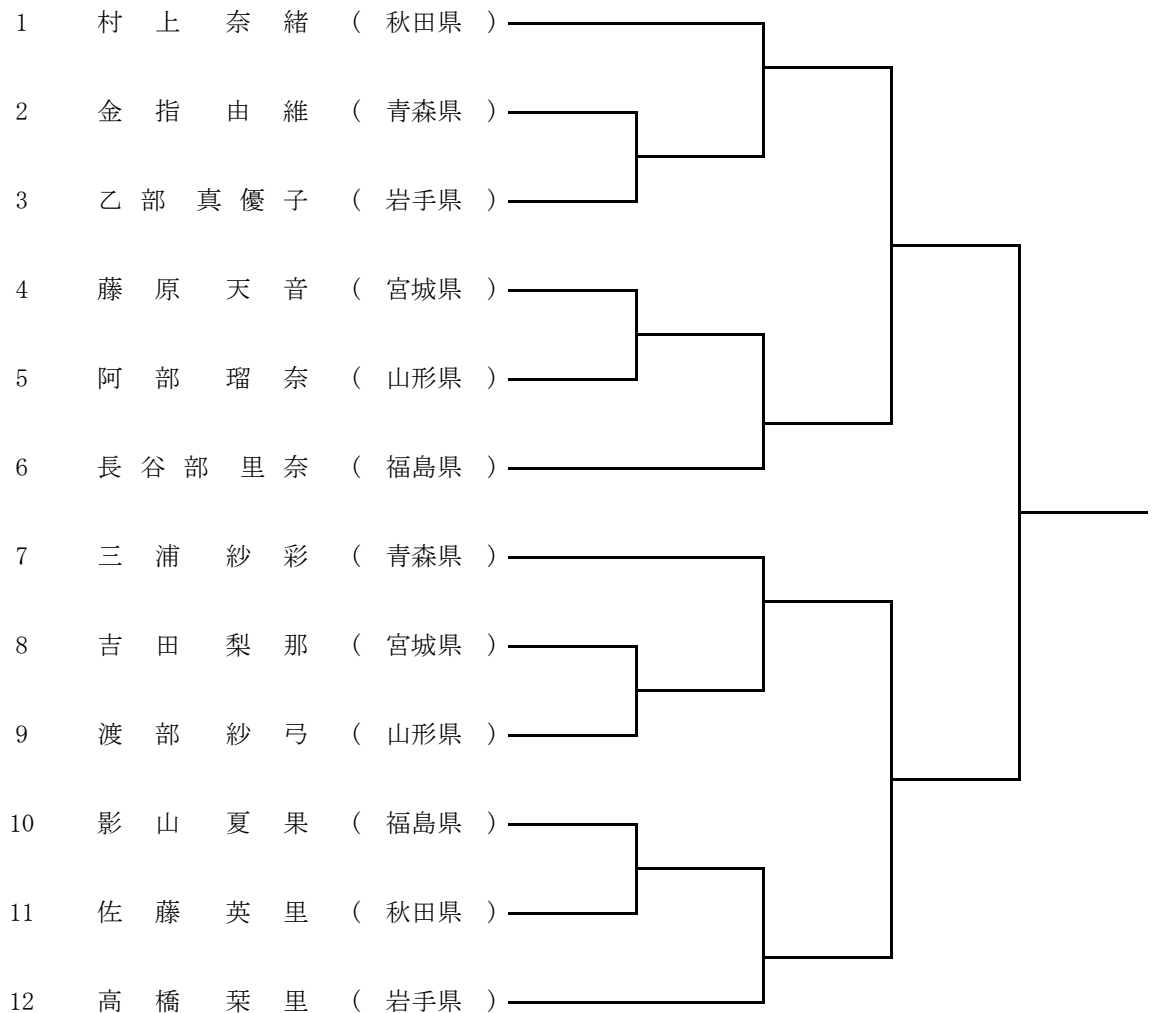 1 村上 奈緒 ( 秋田県 )
2 金指 由維 ( 青森県 )
3 乙部 真優子 ( 岩手県 )
4 藤原 天音 ( 宮城県 )
5 阿部 瑠奈 ( 山形県 )
6 長谷部 里奈 ( 福島県 )
7 三浦 紗彩 ( 青森県 )
8 吉田 梨那 ( 宮城県 )
9 渡部 紗弓 ( 山形県 )
10 影山 夏果 ( 福島県 )
11 佐藤 英里 ( 秋田県 )
12 高橋 栞里 ( 岩手県 )